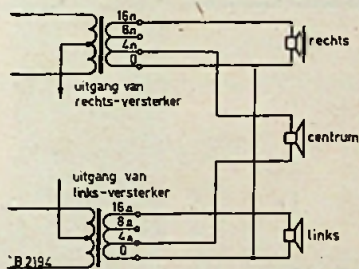 16Ω
8Ω
4Ω
0
rechts
uitgang van
rechts-versterker
centrum
uitgang van
links-versterker
16Ω
8Ω
4Ω
0
links
B2194